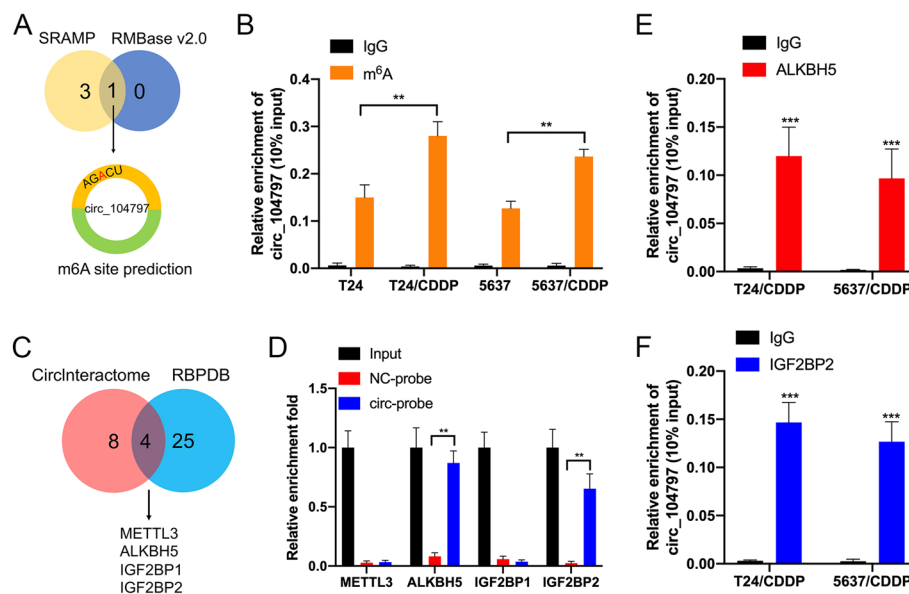 A
SRAMP
RMBase v2.0
3
1
0
AGACU
circ_104797
m6A site prediction
B
IgG
m⁶A
Relative enrichment of
circ_104797 (10% input)
0.4
0.3
0.2
0.1
0.0
**
**
T24
T24/CDDP
5637
5637/CDDP
E
IgG
ALKBH5
Relative enrichment of
circ_104797 (10% input)
0.20
0.15
0.10
0.05
0.00
***
***
T24/CDDP
5637/CDDP
C
CircInteractome
RBPDB
8
4
25
METTL3
ALKBH5
IGF2BP1
IGF2BP2
D
Input
NC-probe
circ-probe
Relative enrichment fold
1.5
1.0
0.5
0.0
**
**
METTL3
ALKBH5
IGF2BP1
IGF2BP2
F
IgG
IGF2BP2
Relative enrichment of
circ_104797 (10% input)
0.20
0.15
0.10
0.05
0.00
***
***
T24/CDDP
5637/CDDP